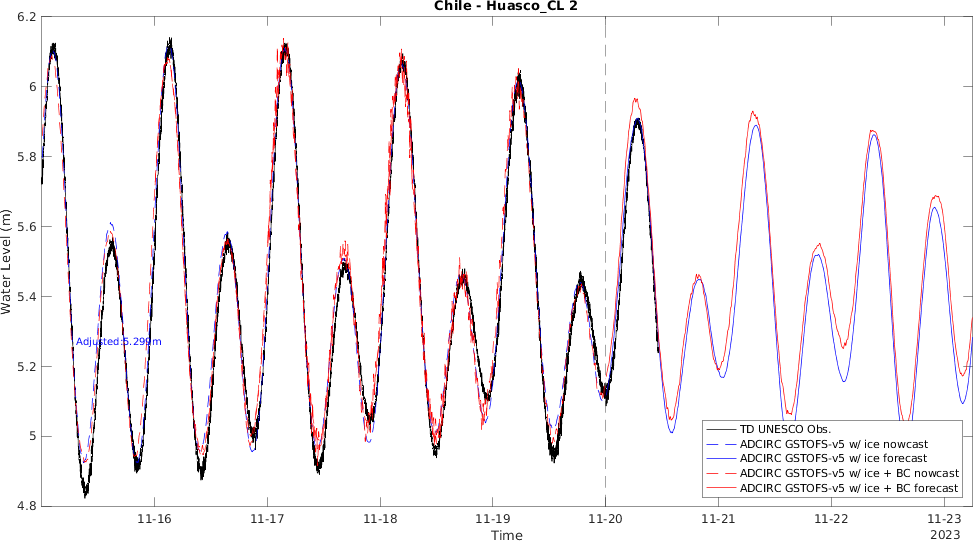 Chile - Huasco_CL 2
6.2
6
5.8
5.6
5.4
5.2
5
4.8
Water Level (m)
Adjusted:5.299m
TD UNESCO Obs.
ADCIRC GSTOFS-v5 w/ ice nowcast
ADCIRC GSTOFS-v5 w/ ice forecast
ADCIRC GSTOFS-v5 w/ ice + BC nowcast
ADCIRC GSTOFS-v5 w/ ice + BC forecast
11-16 11-17 11-18 11-19 11-20 11-21 11-22 11-23
Time
2023